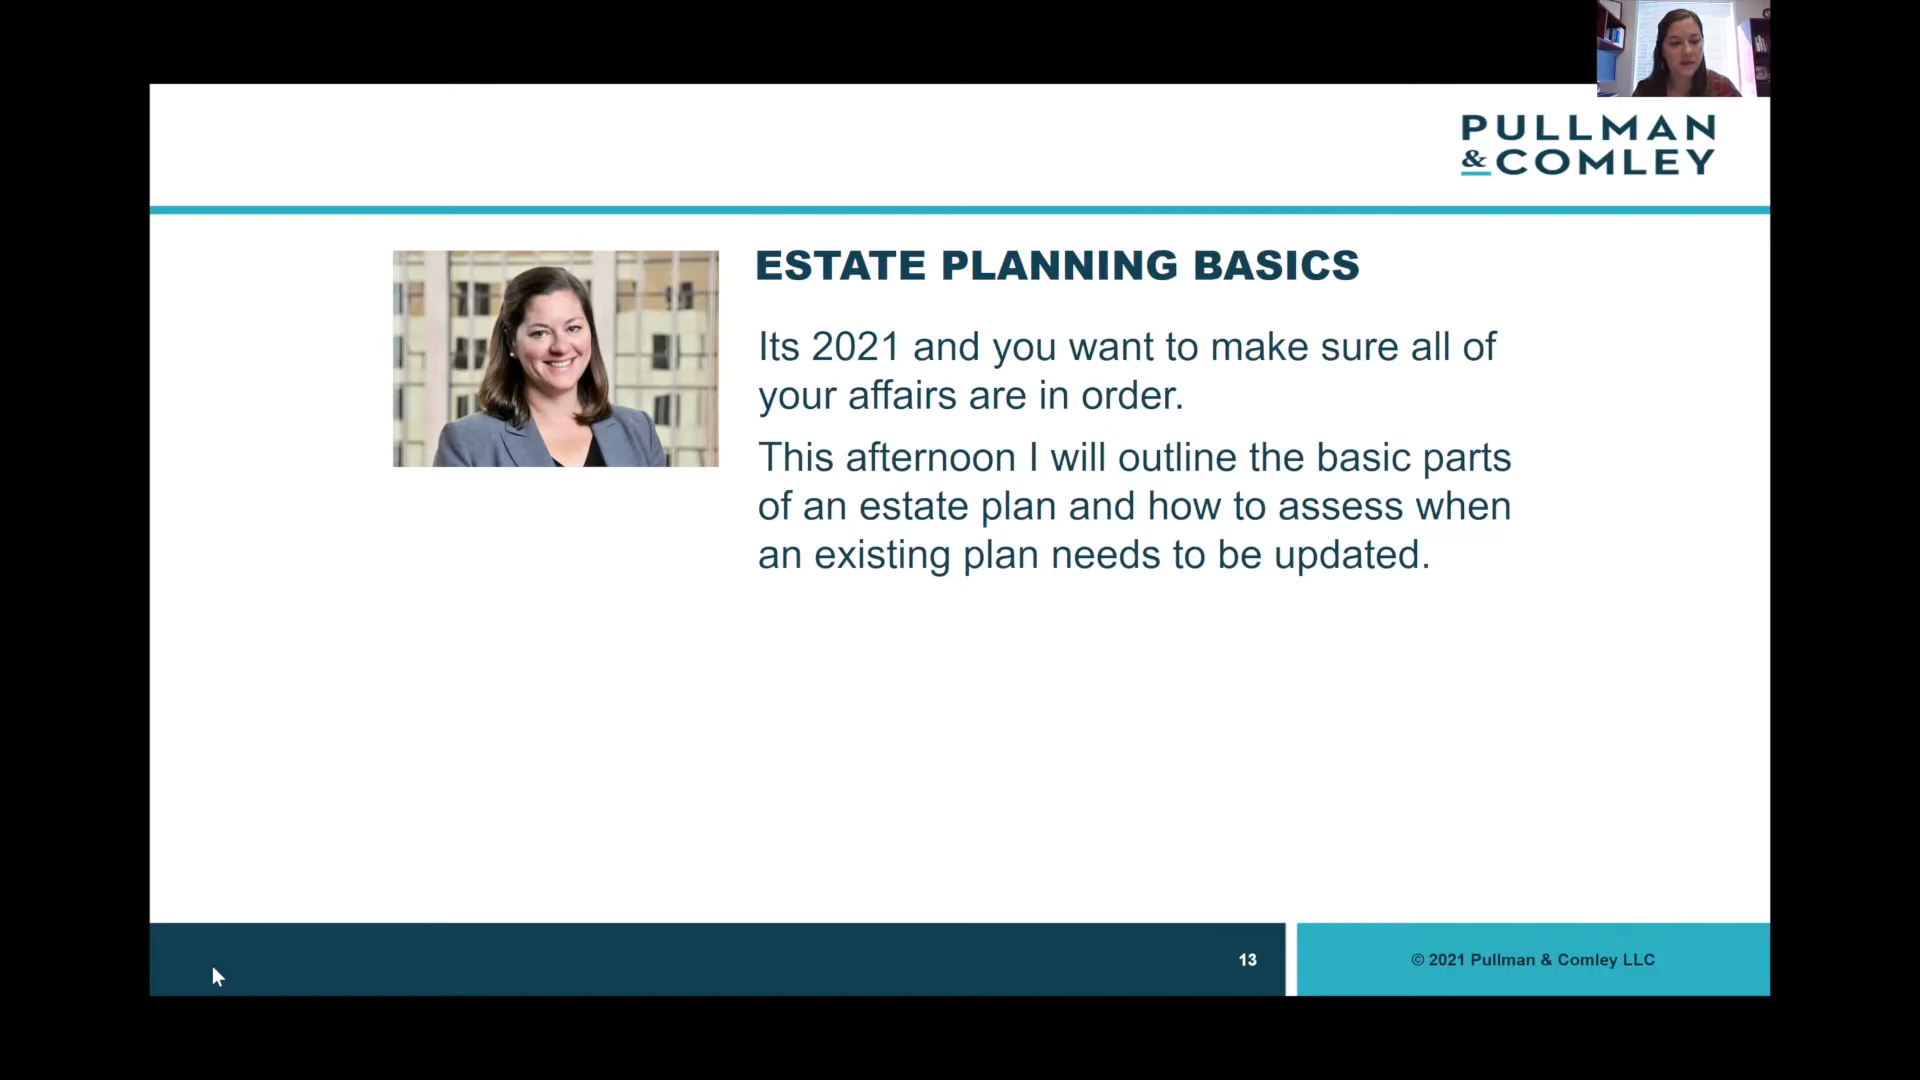 PULLMAN
& COMLEY
ESTATE PLANNING BASICS
Its 2021 and you want to make sure all of
your affairs are in order.
This afternoon I will outline the basic parts
of an estate plan and how to assess when
an existing plan needs to be updated.
13
© 2021 Pullman & Comley LLC